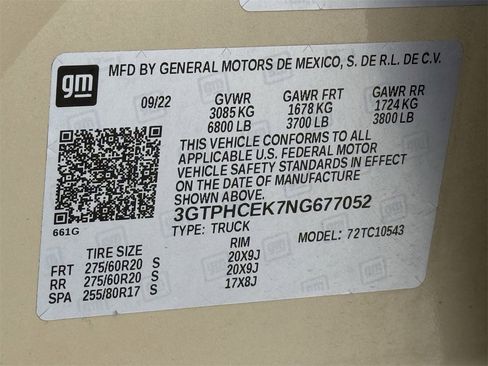 gm
MFD BY GENERAL MOTORS DE MEXICO, S. DE R.L. DE C.V.
09/22 GVWR GAWR FRT GAWR RR
3085 KG 1678 KG 1724 KG
6800 LB 3700 LB 3800 LB
THIS VEHICLE CONFORMS TO ALL
APPLICABLE U.S. FEDERAL MOTOR
VEHICLE SAFETY STANDARDS IN EFFECT
ON THE DATE OF MANUFACTURE
SHOWN ABOVE.
661G
3GTPHCEK7NG677052
TYPE: TRUCK MODEL: 72TC10543
TIRE SIZE RIM
FRT 275/60R20 S 20X9J
RR 275/60R20 S 20X9J
SPA 255/80R17 S 17X8J